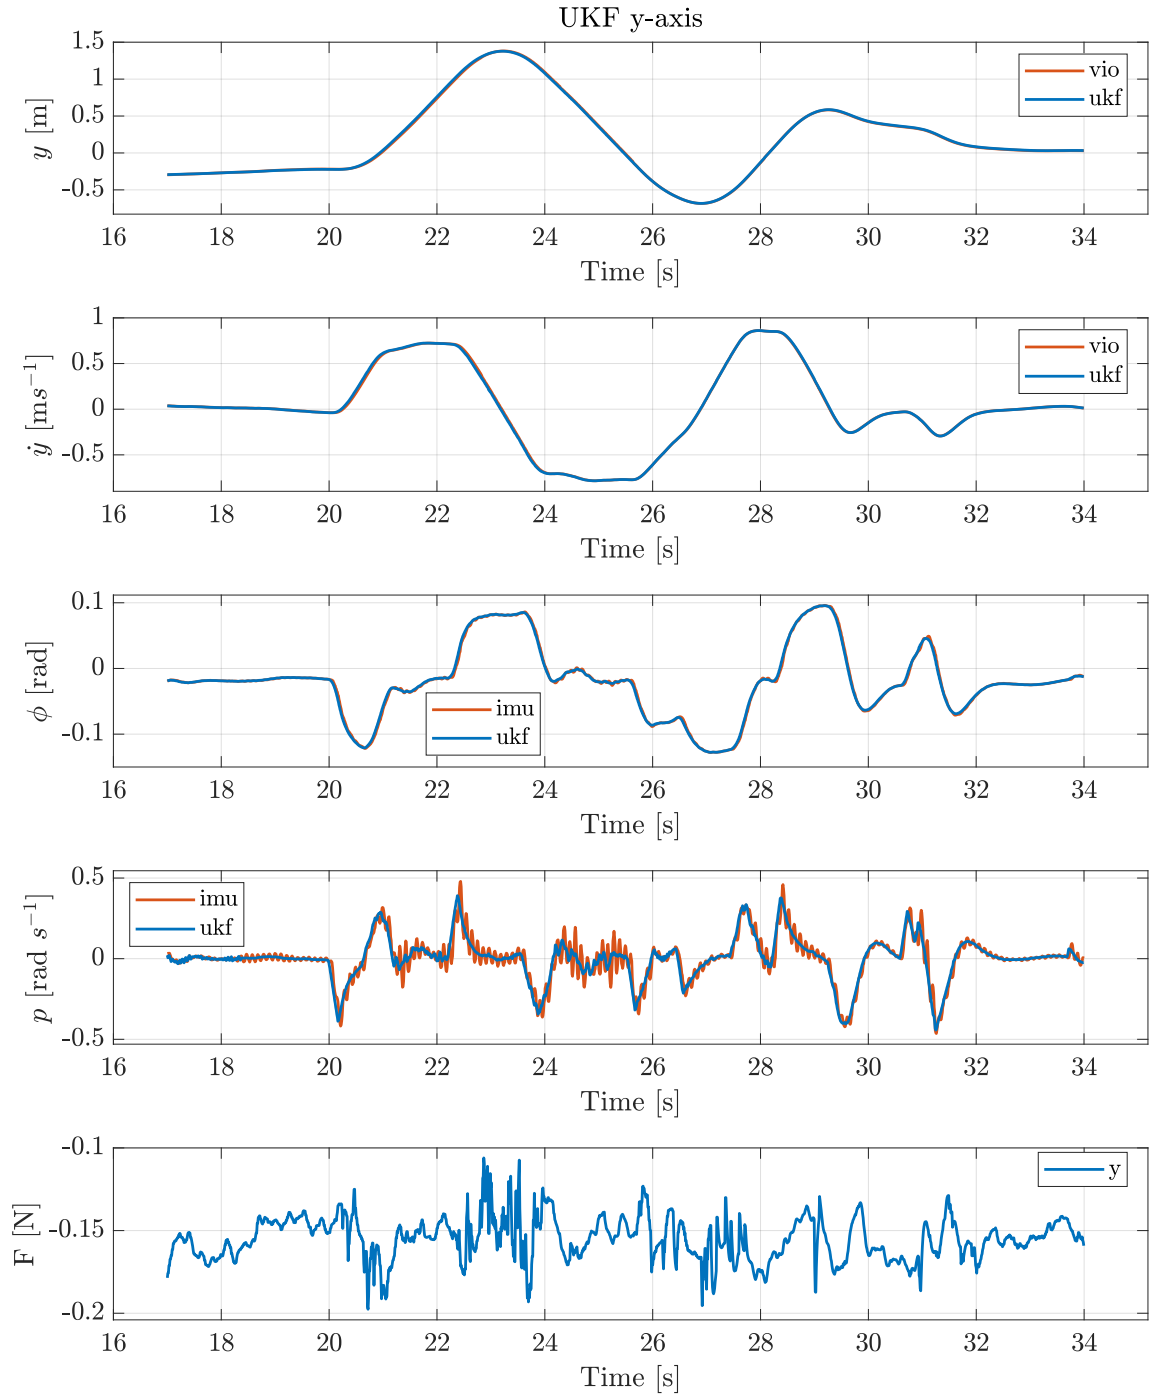 UKF y-axis
1.5
1
0.5
0
-0.5
y [m]
vio
ukf
16 18 20 22 24 26 28 30 32 34
Time [s]
1
0.5
0
-0.5
ẏ [ms⁻¹]
vio
ukf
16 18 20 22 24 26 28 30 32 34
Time [s]
0.1
0
-0.1
ϕ [rad]
imu
ukf
16 18 20 22 24 26 28 30 32 34
Time [s]
0.5
0
-0.5
p [rad s⁻¹]
imu
ukf
16 18 20 22 24 26 28 30 32 34
Time [s]
-0.1
-0.15
-0.2
F [N]
y
16 18 20 22 24 26 28 30 32 34
Time [s]